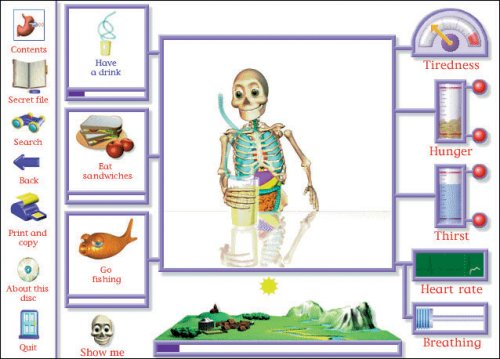 Contents
Secret file
Search
Back
Print and
copy
About this
disc
Quit
Have
a drink
Eat
sandwiches
Go
fishing
Show me
Tiredness
Hunger
Thirst
Heart rate
Breathing